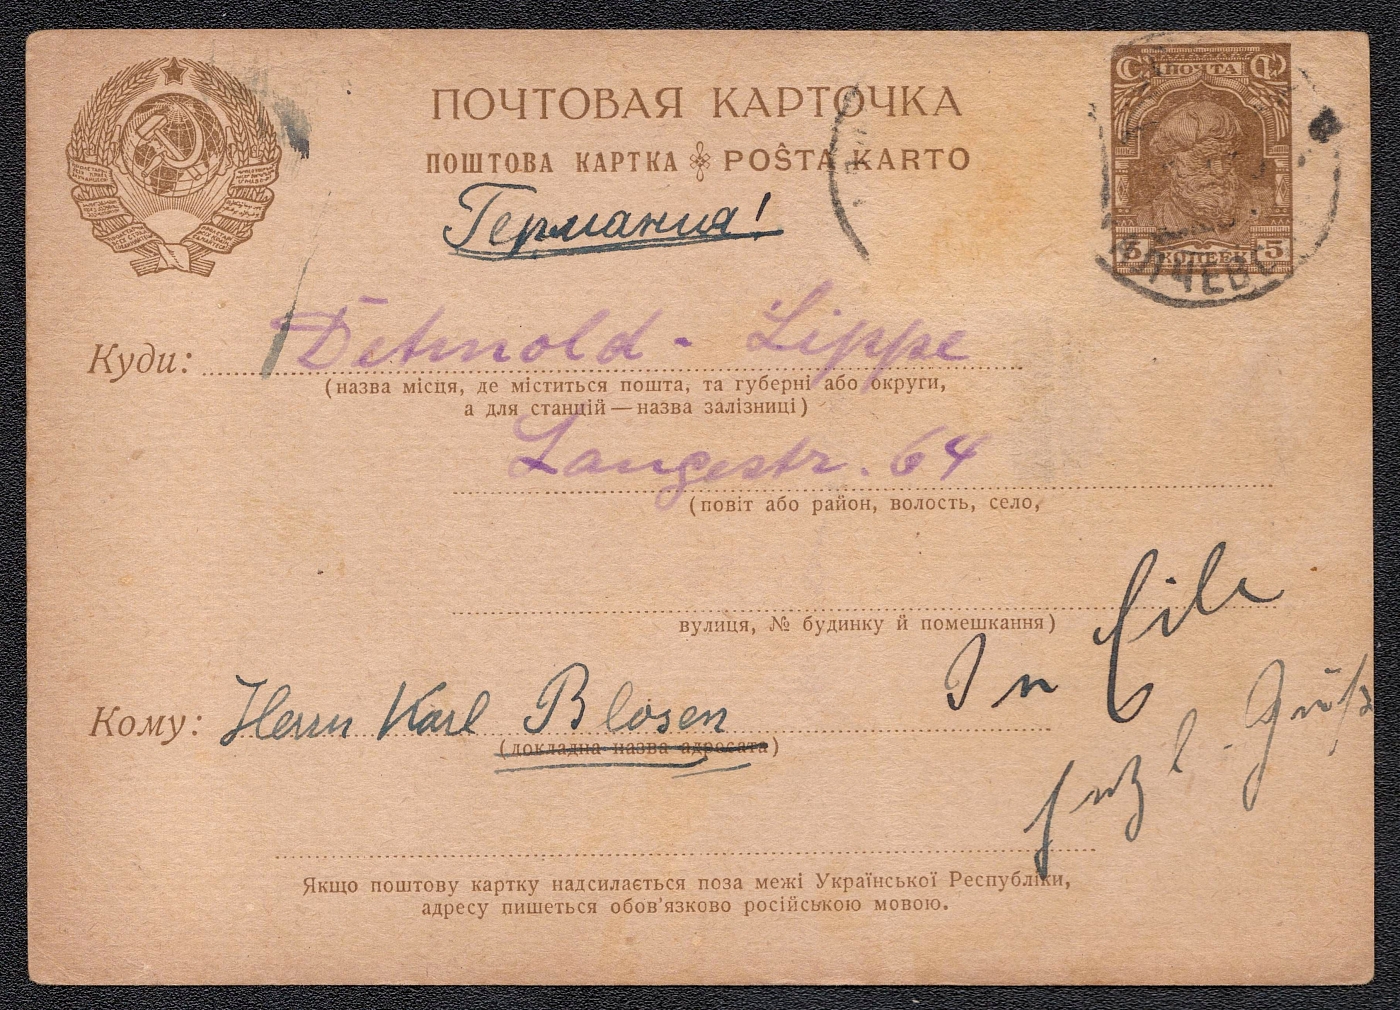 ПОЧТОВАЯ КАРТОЧКА
ПОЧТА
ПОШТОВА КАРТКА POŜTA KARTO
Германия!
5 КОПЕЕК 5
Куди: Detmold - Lippe
(назва місця, де міститься пошта, та губерні або округи,
а для станцій — назва залізниці)
Langestr. 64
(повіт або район, волость, село,
вулиця, № будинку й помешкання)
In Eile
Кому: Herrn Karl Blosen
(докладна назва адресата)
Якщо поштову картку надсилається поза межі Української Республіки,
адресу пишеться обов'язково російською мовою.